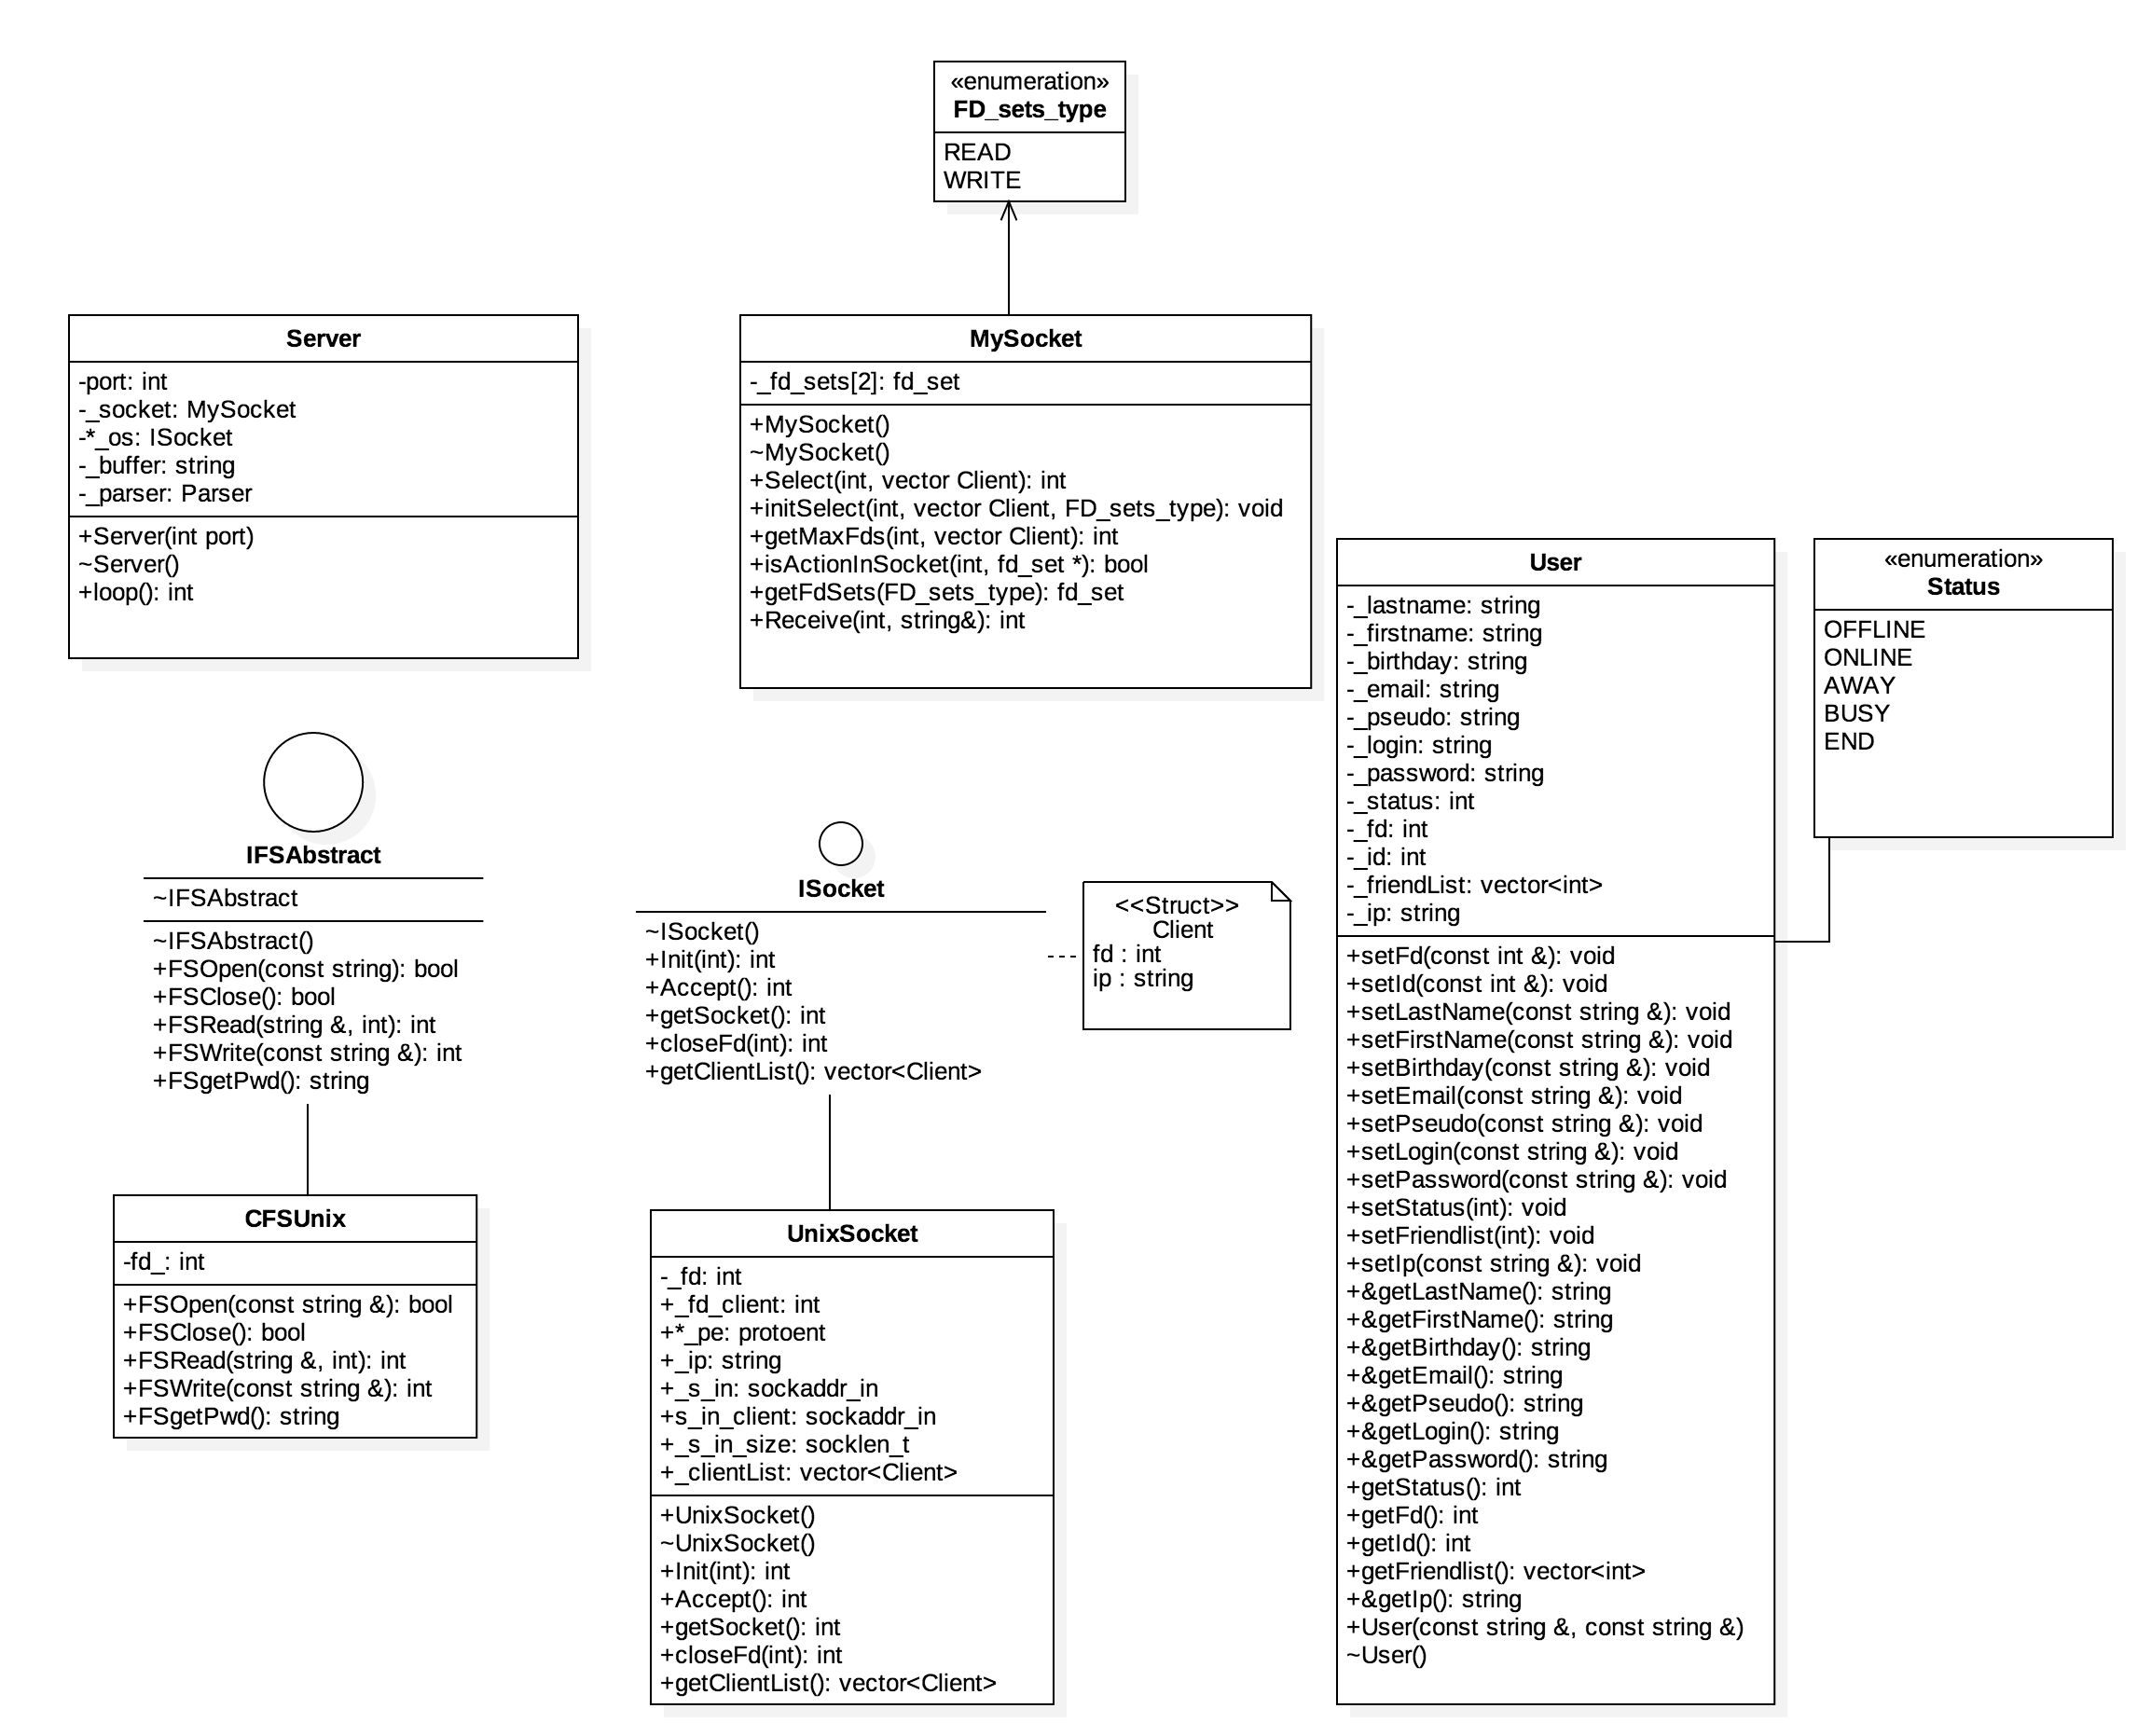 «enumeration»
FD_sets_type
READ
WRITE
Server
-port: int
-_socket: MySocket
-*_os: ISocket
-_buffer: string
-_parser: Parser
+Server(int port)
~Server()
+loop(): int
MySocket
-_fd_sets[2]: fd_set
+MySocket()
~MySocket()
+Select(int, vector Client): int
+initSelect(int, vector Client, FD_sets_type): void
+getMaxFds(int, vector Client): int
+isActionInSocket(int, fd_set *): bool
+getFdSets(FD_sets_type): fd_set
+Receive(int, string&): int
User
-_lastname: string
-_firstname: string
-_birthday: string
-_email: string
-_pseudo: string
-_login: string
-_password: string
-_status: int
-_fd: int
-_id: int
-_friendList: vector<int>
-_ip: string
+setFd(const int &): void
+setId(const int &): void
+setLastName(const string &): void
+setFirstName(const string &): void
+setBirthday(const string &): void
+setEmail(const string &): void
+setPseudo(const string &): void
+setLogin(const string &): void
+setPassword(const string &): void
+setStatus(int): void
+setFriendlist(int): void
+setIp(const string &): void
+&getLastName(): string
+&getFirstName(): string
+&getBirthday(): string
+&getEmail(): string
+&getPseudo(): string
+&getLogin(): string
+&getPassword(): string
+getStatus(): int
+getFd(): int
+getId(): int
+getFriendlist(): vector<int>
+&getIp(): string
+User(const string &, const string &)
~User()
«enumeration»
Status
OFFLINE
ONLINE
AWAY
BUSY
END
IFSAbstract
~IFSAbstract
~IFSAbstract()
+FSOpen(const string): bool
+FSClose(): bool
+FSRead(string &, int): int
+FSWrite(const string &): int
+FSgetPwd(): string
ISocket
~ISocket()
+Init(int): int
+Accept(): int
+getSocket(): int
+closeFd(int): int
+getClientList(): vector<Client>
<<Struct>>
Client
fd : int
ip : string
CFSUnix
-fd_: int
+FSOpen(const string &): bool
+FSClose(): bool
+FSRead(string &, int): int
+FSWrite(const string &): int
+FSgetPwd(): string
UnixSocket
-_fd: int
+_fd_client: int
+*_pe: protoent
+_ip: string
+_s_in: sockaddr_in
+s_in_client: sockaddr_in
+_s_in_size: socklen_t
+_clientList: vector<Client>
+UnixSocket()
~UnixSocket()
+Init(int): int
+Accept(): int
+getSocket(): int
+closeFd(int): int
+getClientList(): vector<Client>